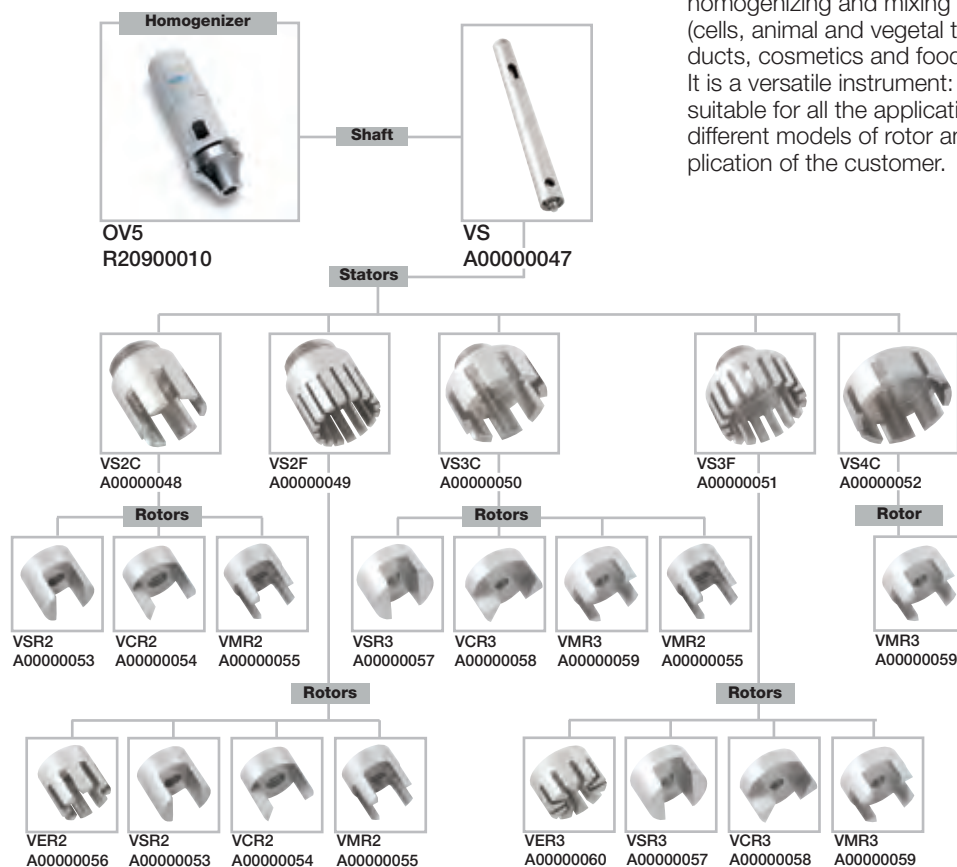 homogenizing and mixing
(cells, animal and vegetal t
ducts, cosmetics and food
It is a versatile instrument:
suitable for all the applicati
different models of rotor an
plication of the customer.
Homogenizer
Shaft
OV5
R20900010
VS
A00000047
Stators
VS2C
A00000048
VS2F
A00000049
VS3C
A00000050
VS3F
A00000051
VS4C
A00000052
Rotors
Rotors
Rotor
VSR2
A00000053
VCR2
A00000054
VMR2
A00000055
VSR3
A00000057
VCR3
A00000058
VMR3
A00000059
VMR2
A00000055
VMR3
A00000059
Rotors
Rotors
VER2
A00000056
VSR2
A00000053
VCR2
A00000054
VMR2
A00000055
VER3
A00000060
VSR3
A00000057
VCR3
A00000058
VMR3
A00000059